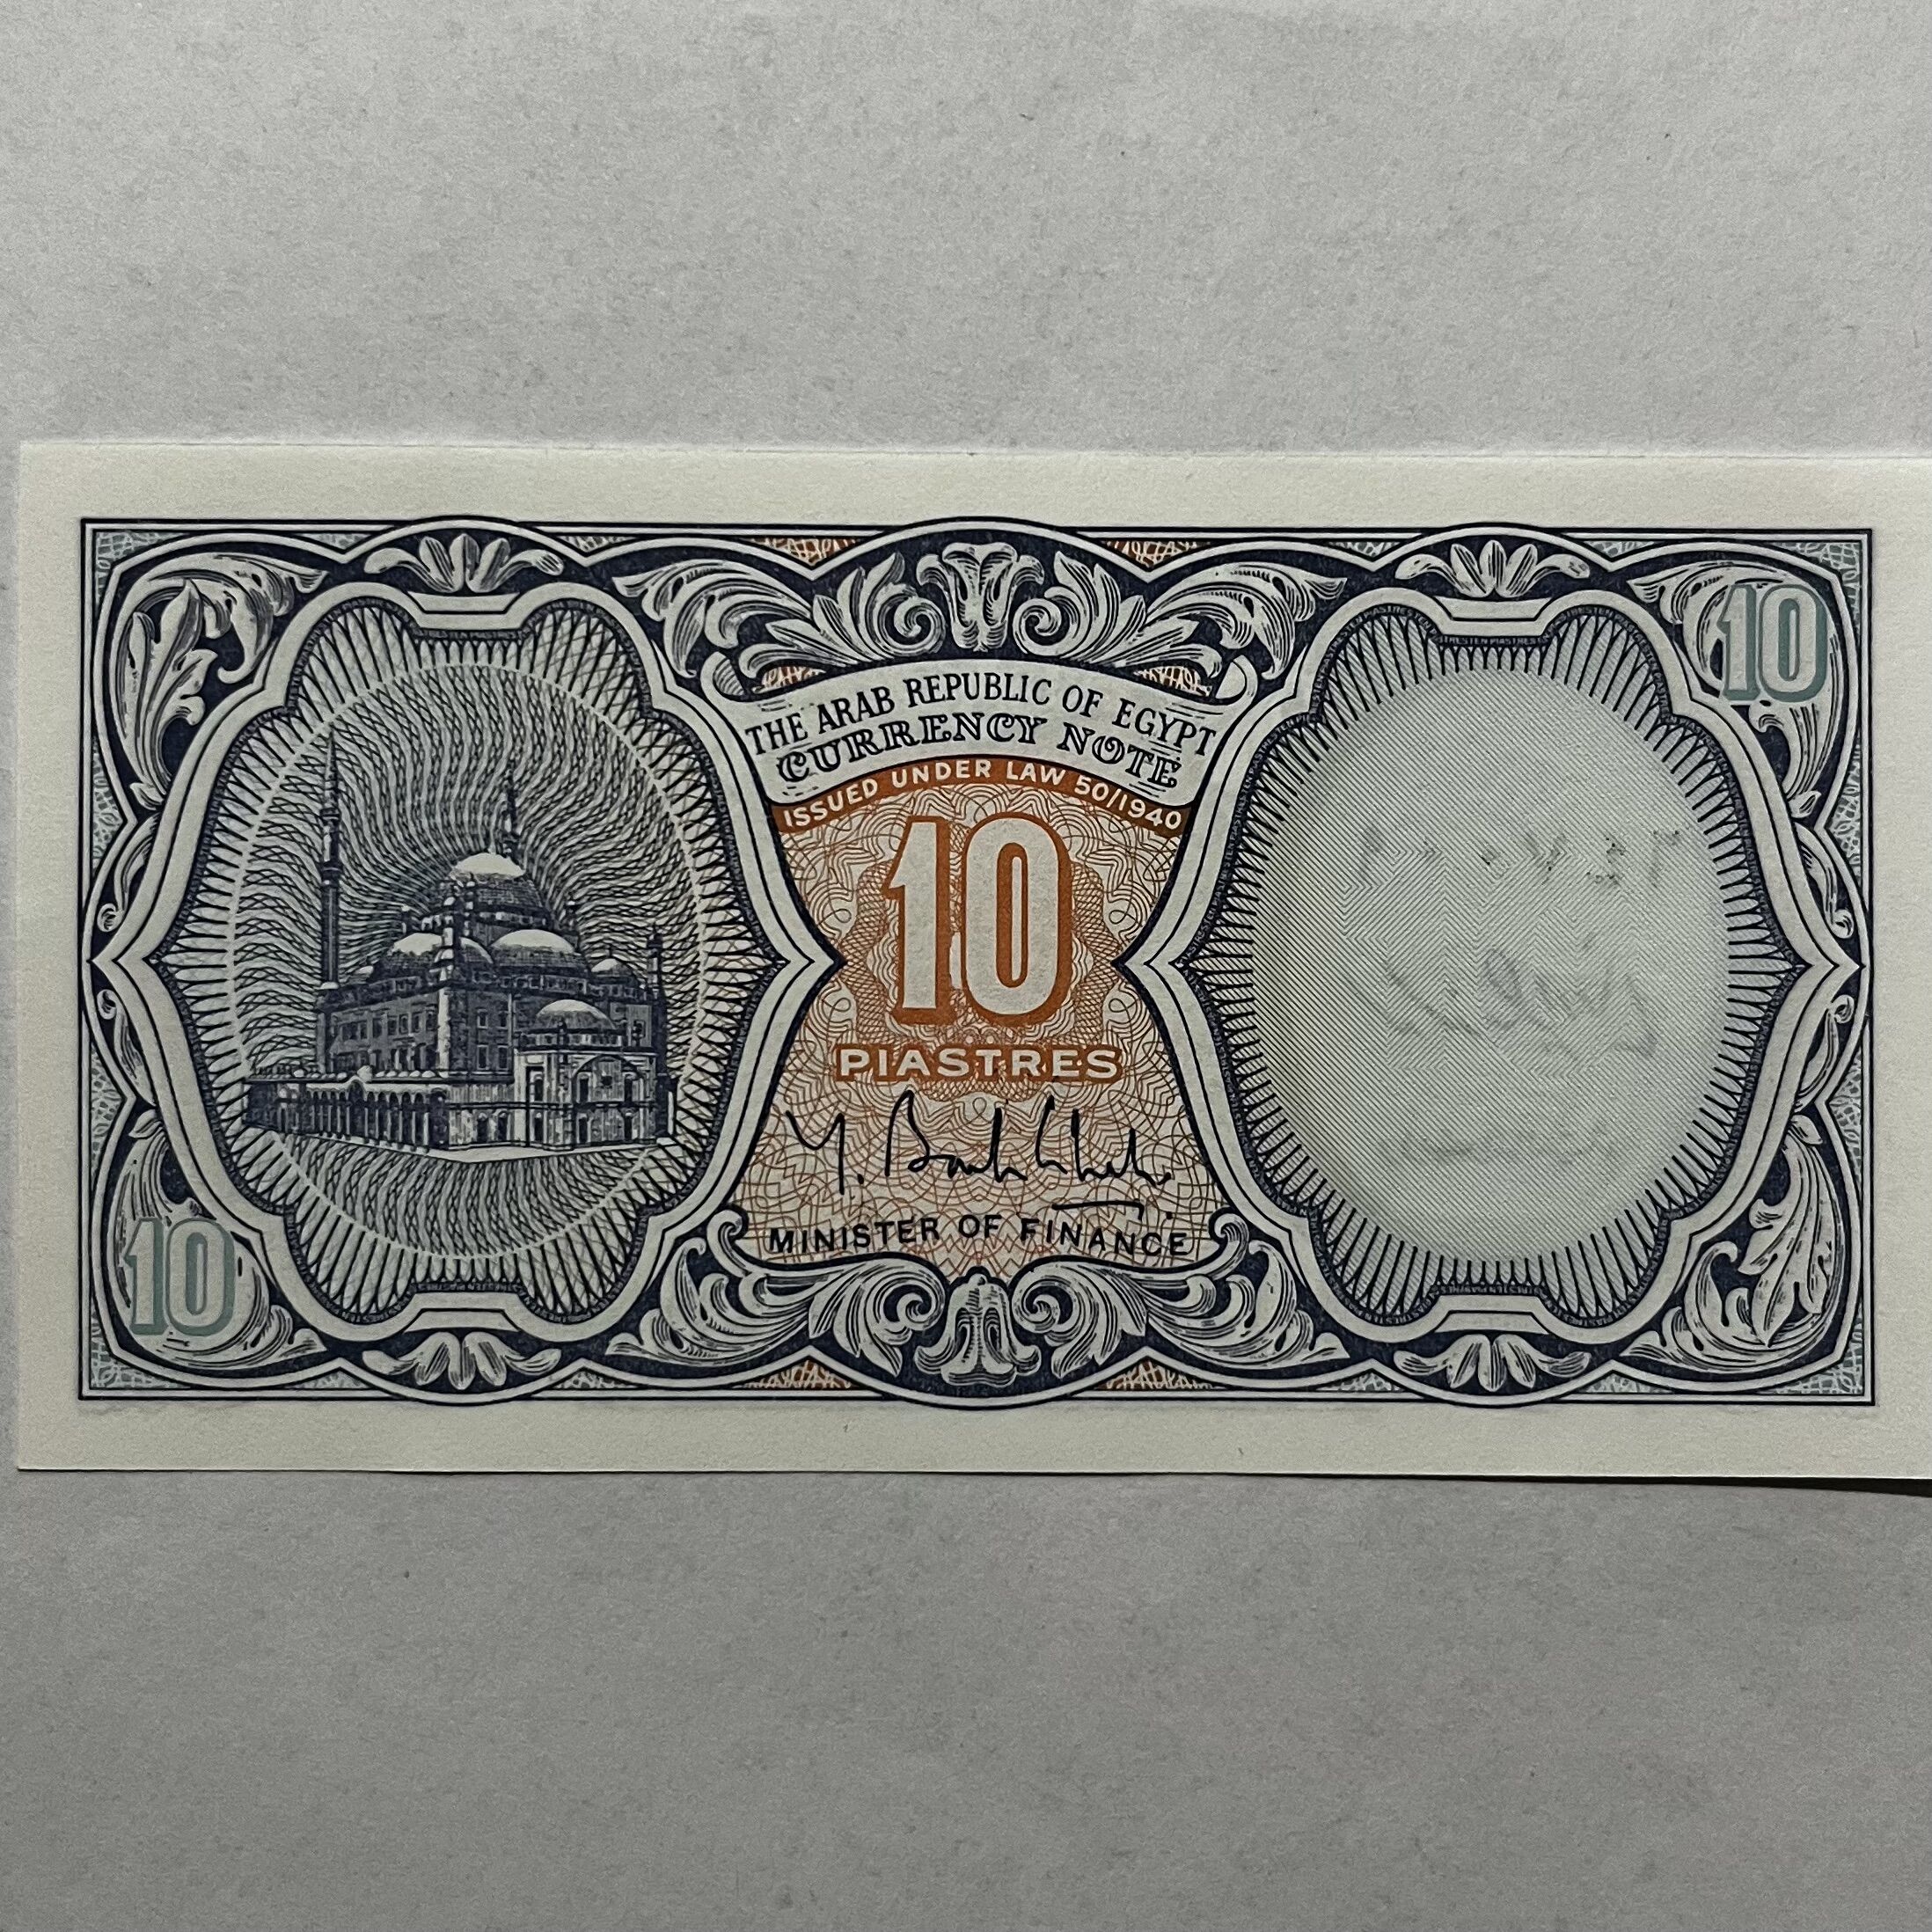 10
THE ARAB REPUBLIC OF EGYPT
CURRENCY NOTE
ISSUED UNDER LAW 50/1940
10
PIASTRES
MINISTER OF FINANCE
10